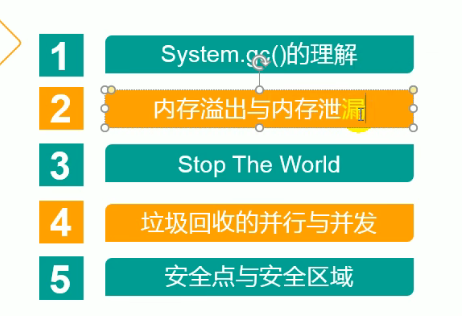 1 System.gc()的理解
2 内存溢出与内存泄漏
3 Stop The World
4 垃圾回收的并行与并发
5 安全点与安全区域